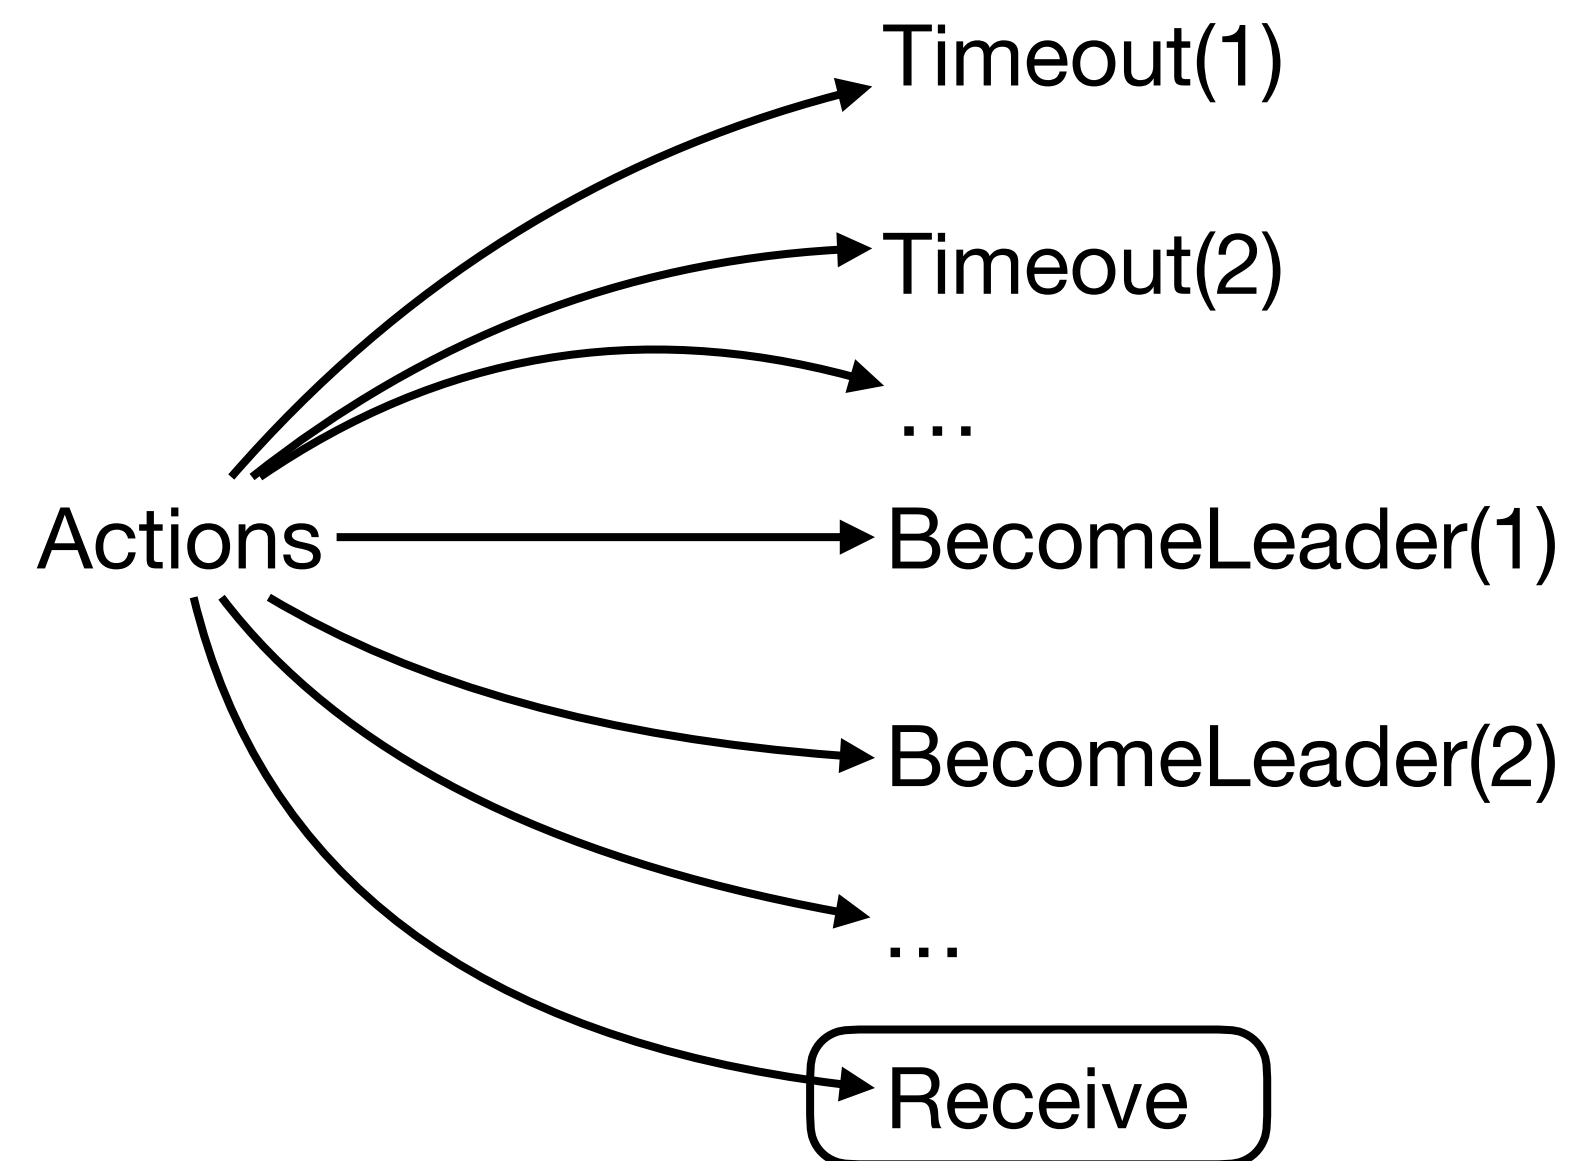 Timeout(1)
Timeout(2)
...
Actions
BecomeLeader(1)
BecomeLeader(2)
...
Receive